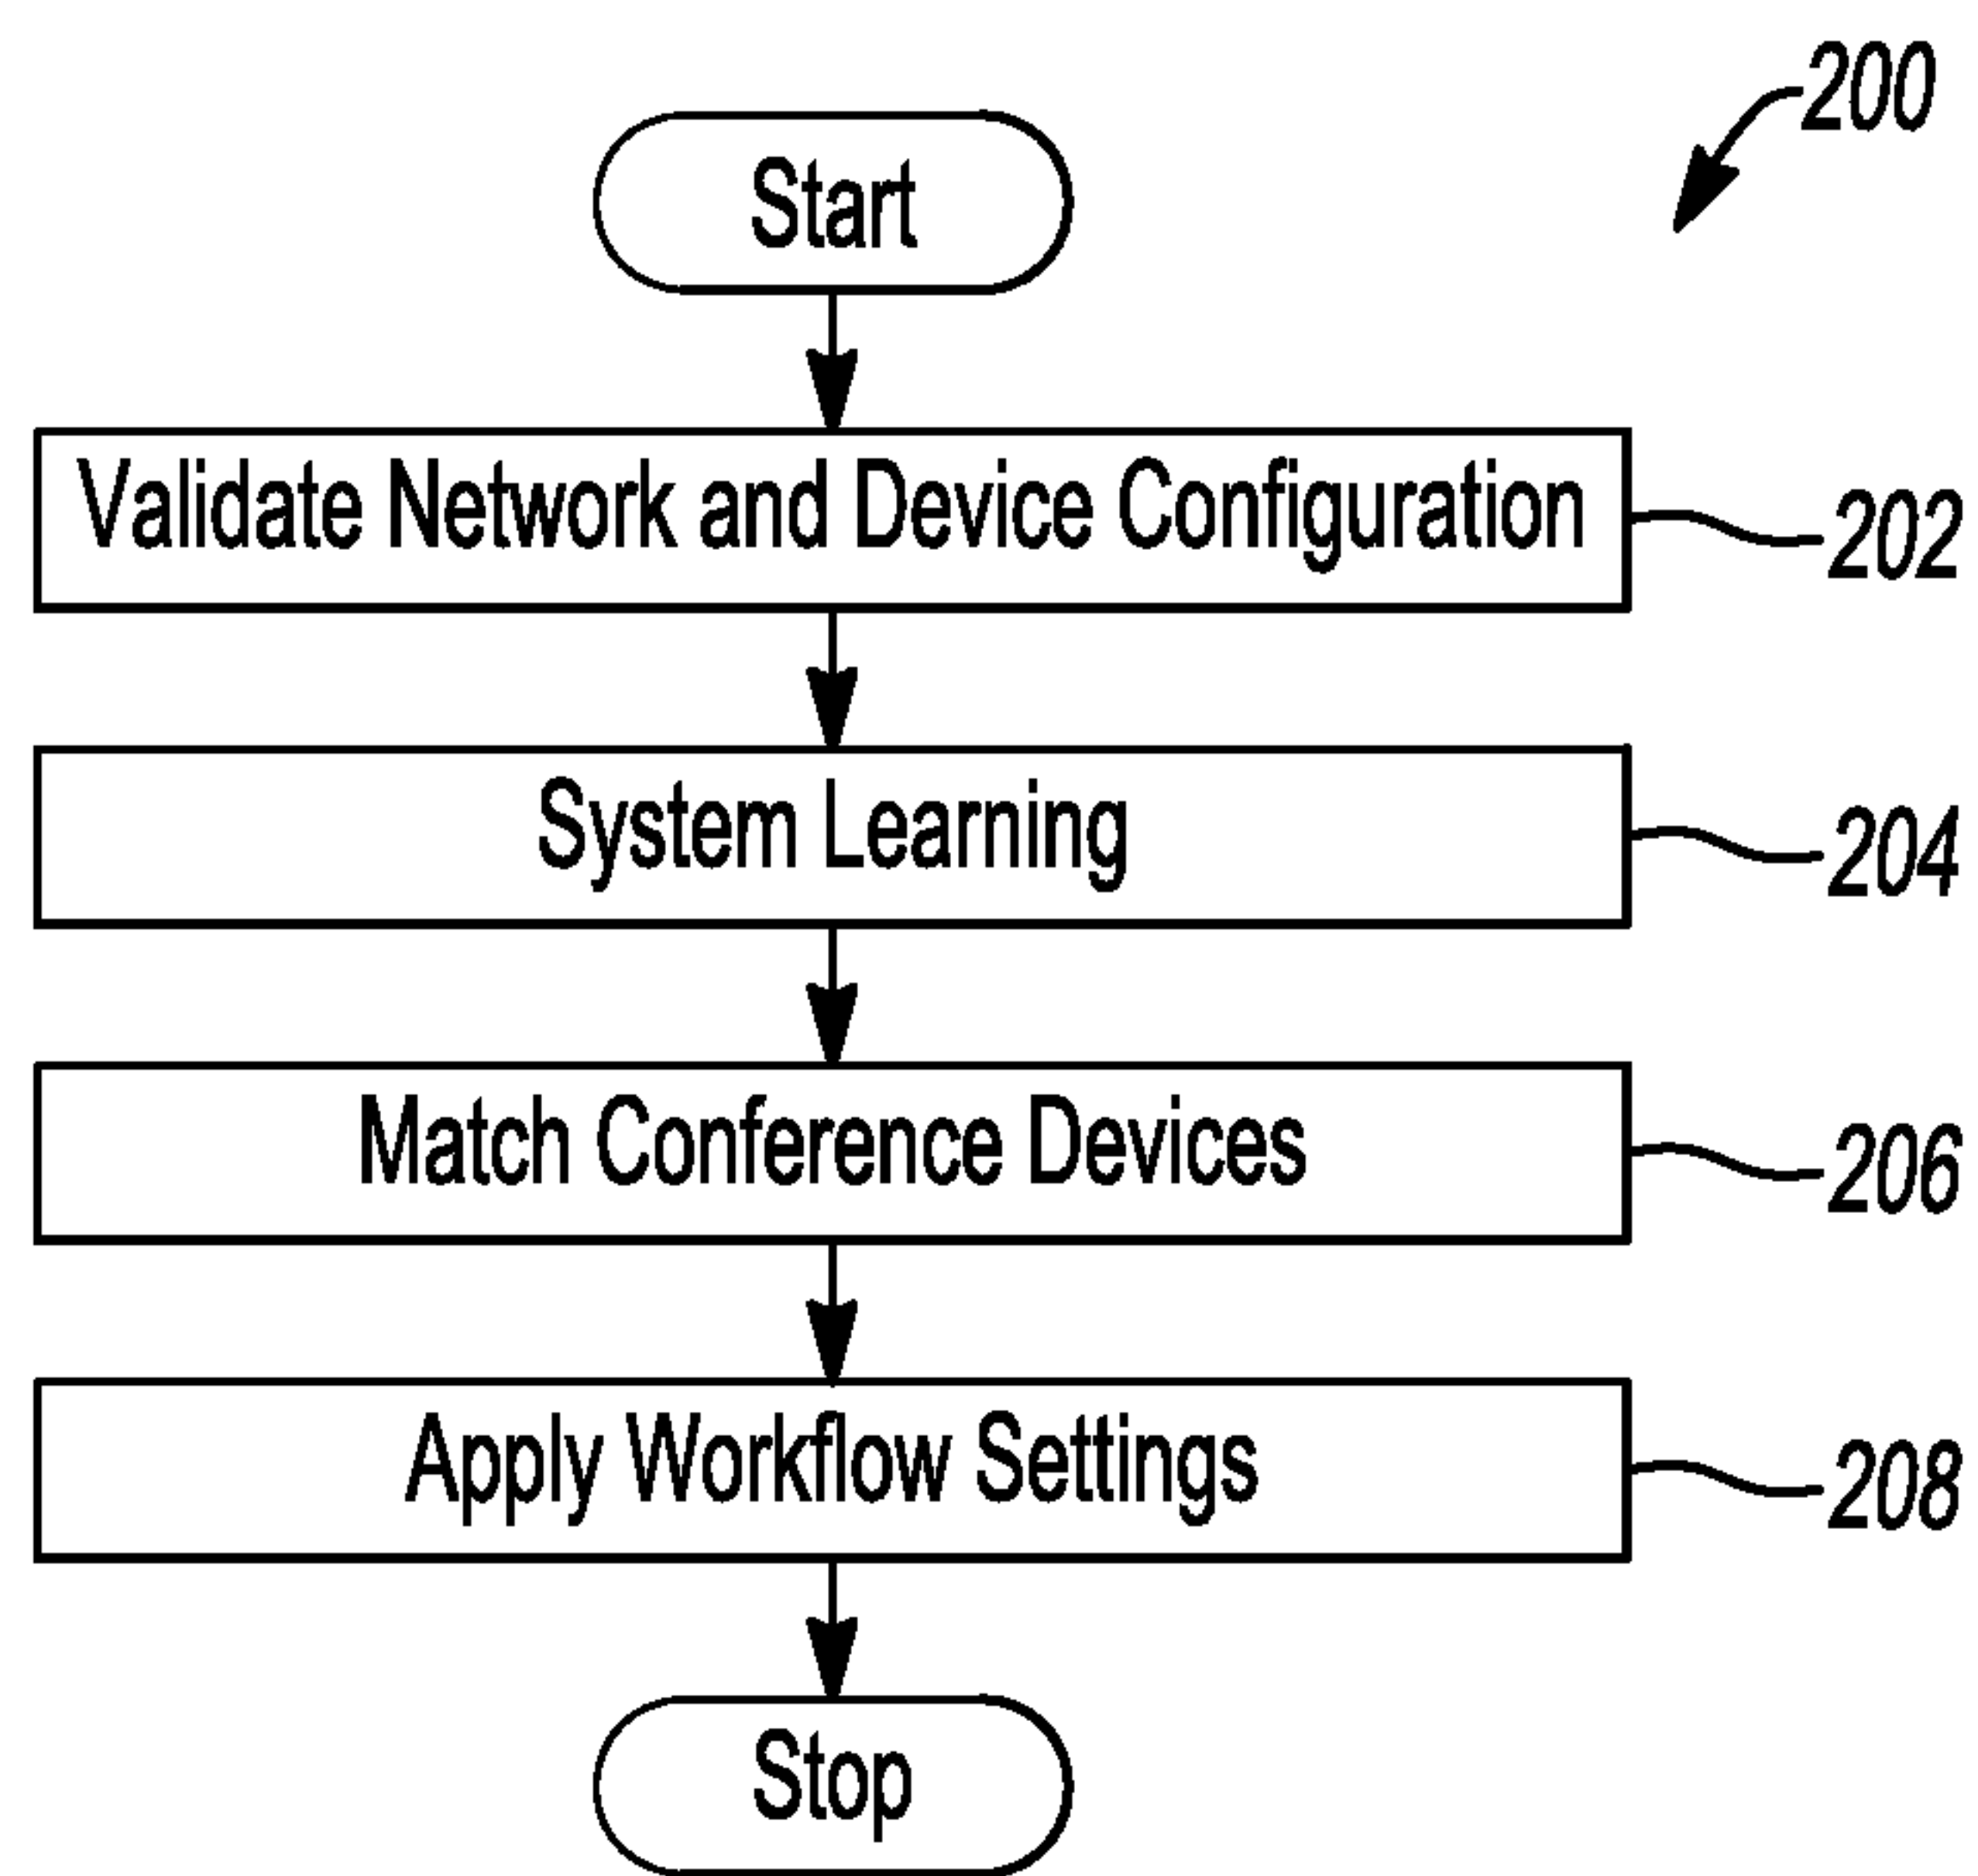 200
Start
Validate Network and Device Configuration
202
System Learning
204
Match Conference Devices
206
Apply Workflow Settings
208
Stop